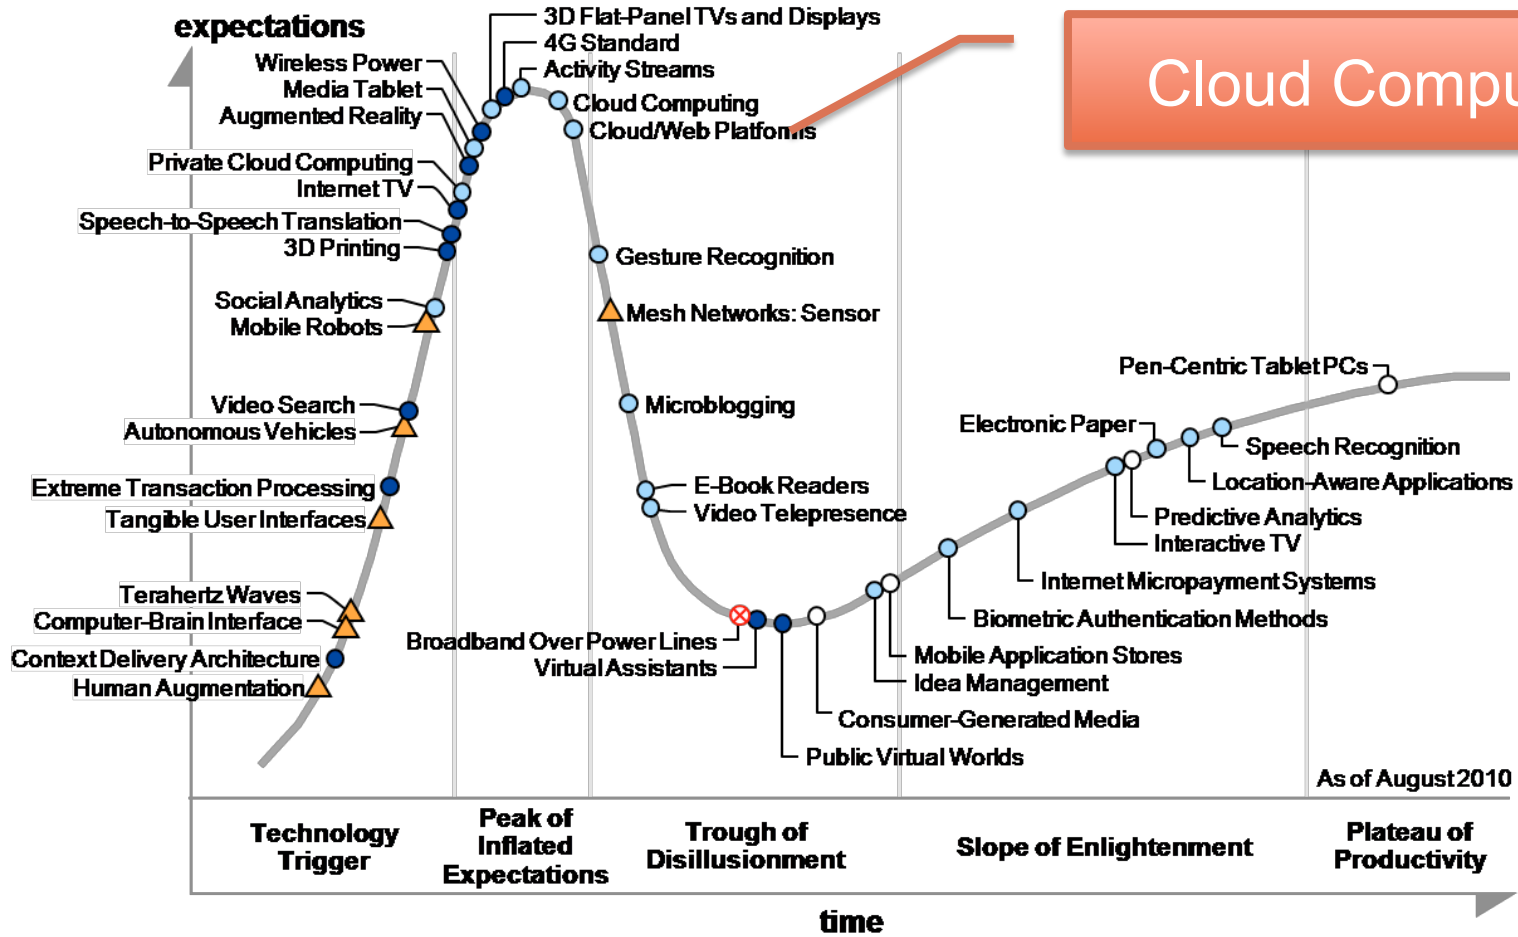 expectations
3D Flat-Panel TVs and Displays
4G Standard
Activity Streams
Wireless Power
Media Tablet
Augmented Reality
Cloud Computing
Cloud/Web Platforms
Cloud Compu
Private Cloud Computing
Internet TV
Speech-to-Speech Translation
3D Printing
Gesture Recognition
Social Analytics
Mobile Robots
Mesh Networks: Sensor
Pen-Centric Tablet PCs
Video Search
Autonomous Vehicles
Microblogging
Electronic Paper
Speech Recognition
Location-Aware Applications
Extreme Transaction Processing
Tangible User Interfaces
E-Book Readers
Video Telepresence
Predictive Analytics
Interactive TV
Internet Micropayment Systems
Biometric Authentication Methods
Terahertz Waves
Computer-Brain Interface
Context Delivery Architecture
Human Augmentation
Broadband Over Power Lines
Virtual Assistants
Mobile Application Stores
Idea Management
Consumer-Generated Media
Public Virtual Worlds
As of August 2010
Technology
Trigger
Peak of
Inflated
Expectations
Trough of
Disillusionment
Slope of Enlightenment
Plateau of
Productivity
time